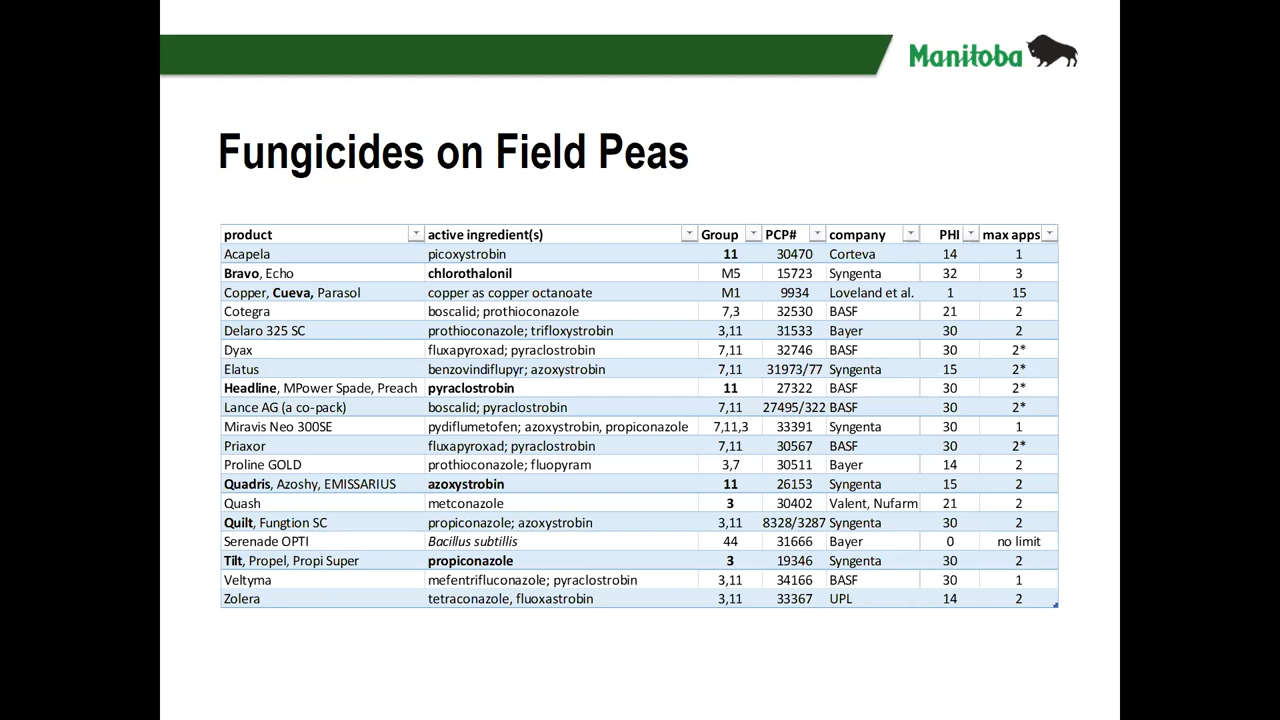 Manitoba
Fungicides on Field Peas
product active ingredient(s) Group PCP# company PHI max apps
Acapela picoxystrobin 11 30470 Corteva 14 1
Bravo, Echo chlorothalonil M5 15723 Syngenta 32 3
Copper, Cueva, Parasol copper as copper octanoate M1 9934 Loveland et al. 1 15
Cotegra boscalid; prothioconazole 7,3 32530 BASF 21 2
Delaro 325 SC prothioconazole; trifloxystrobin 3,11 31533 Bayer 30 2
Dyax fluxapyroxad; pyraclostrobin 7,11 32746 BASF 30 2*
Elatus benzovindiflupyr; azoxystrobin 7,11 31973/77 Syngenta 15 2*
Headline, MPower Spade, Preach pyraclostrobin 11 27322 BASF 30 2*
Lance AG (a co-pack) boscalid; pyraclostrobin 7,11 27495/322 BASF 30 2*
Miravis Neo 300SE pydiflumetofen; azoxystrobin, propiconazole 7,11,3 33391 Syngenta 30 1
Priaxor fluxapyroxad; pyraclostrobin 7,11 30567 BASF 30 2*
Proline GOLD prothioconazole; fluopyram 3,7 30511 Bayer 14 2
Quadris, Azoshy, EMISSARIUS azoxystrobin 11 26153 Syngenta 15 2
Quash metconazole 3 30402 Valent, Nufarm 21 2
Quilt, Fungtion SC propiconazole; azoxystrobin 3,11 8328/3287 Syngenta 30 2
Serenade OPTI Bacillus subtillis 44 31666 Bayer 0 no limit
Tilt, Propel, Propi Super propiconazole 3 19346 Syngenta 30 2
Veltyma mefentrifluconazole; pyraclostrobin 3,11 34166 BASF 30 1
Zolera tetraconazole, fluoxastrobin 3,11 33367 UPL 14 2